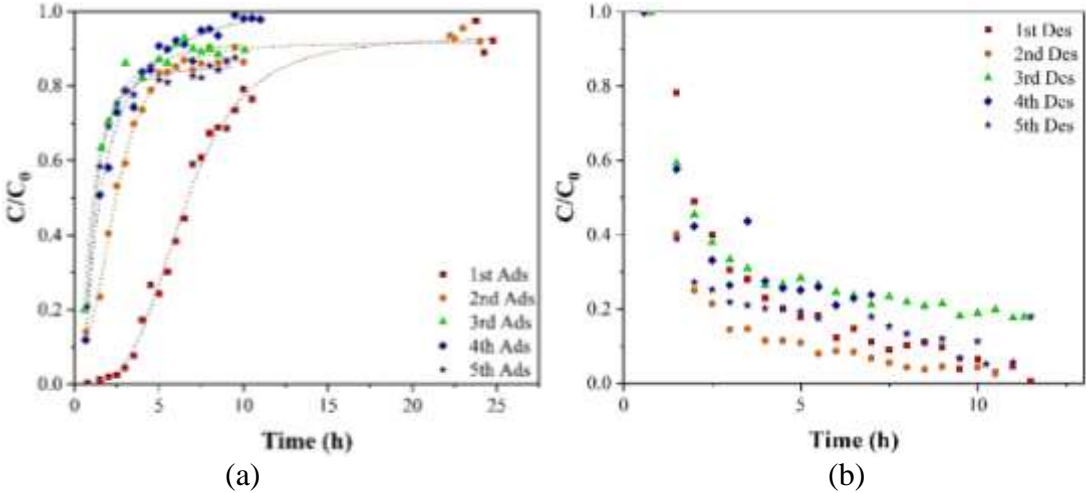 1.0
0.8
0.6
0.4
0.2
0.0
C/C0
1st Ads
2nd Ads
3rd Ads
4th Ads
5th Ads
0 5 10 15 20 25
Time (h)
(a)
1.0
0.8
0.6
0.4
0.2
0.0
C/C0
1st Des
2nd Des
3rd Des
4th Des
5th Des
0 5 10
Time (h)
(b)